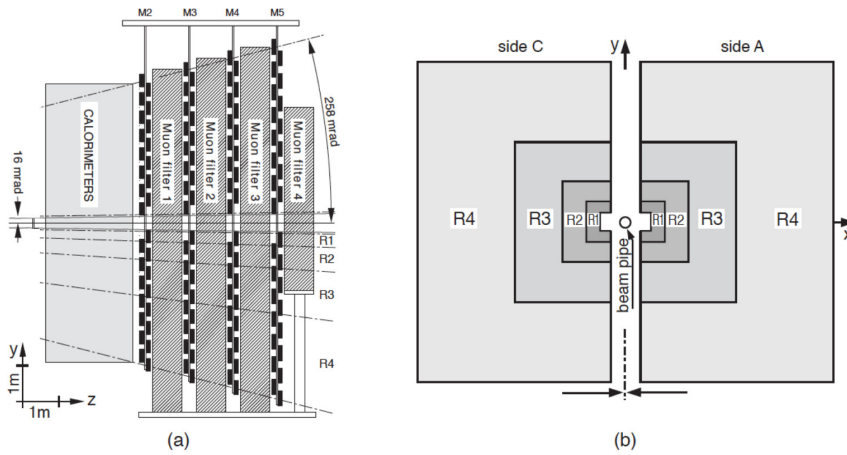 M2 M3 M4 M5
CALORIMETERS
Muon filter 1
Muon filter 2
Muon filter 3
Muon filter 4
258 mrad
16 mrad
R1
R2
R3
R4
y
1m
1m
z
(a)
side C
y
side A
R4 R3 R2 R1 R1 R2 R3 R4
x
beam pipe
(b)